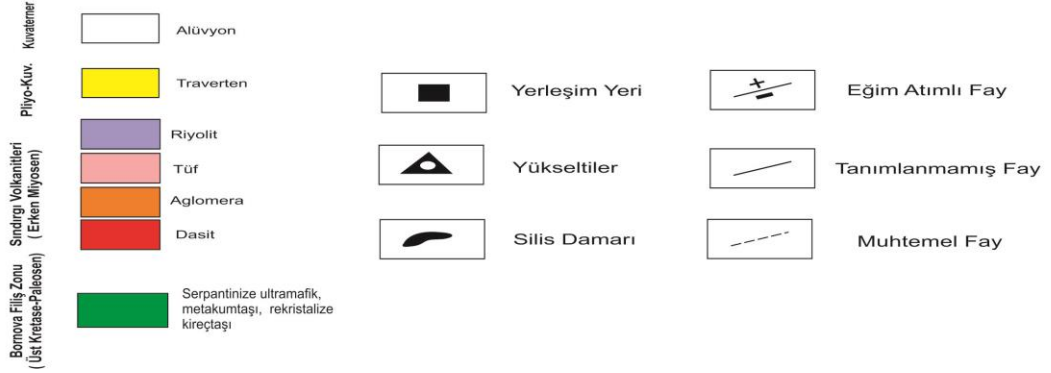 Kuvaterner
Alüvyon
Pliyo-Kuv.
Traverten
Sındırgı Volkanitleri
( Erken Miyosen)
Riyolit
Tüf
Aglomera
Dasit
Bornova Filiş Zonu
( Üst Kretase-Paleosen)
Serpantinize ultramafik,
metakumtaşı, rekristalize
kireçtaşı
Yerleşim Yeri
Yükseltiler
Silis Damarı
+
-
Eğim Atımlı Fay
Tanımlanmamış Fay
Muhtemel Fay